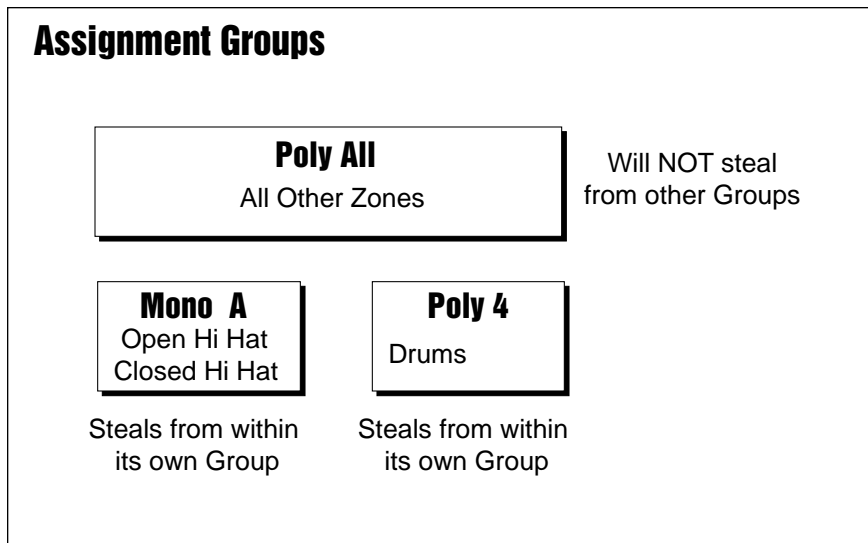 Assignment Groups
Poly All
All Other Zones
Will NOT steal
from other Groups
Mono A
Open Hi Hat
Closed Hi Hat
Poly 4
Drums
Steals from within
its own Group
Steals from within
its own Group